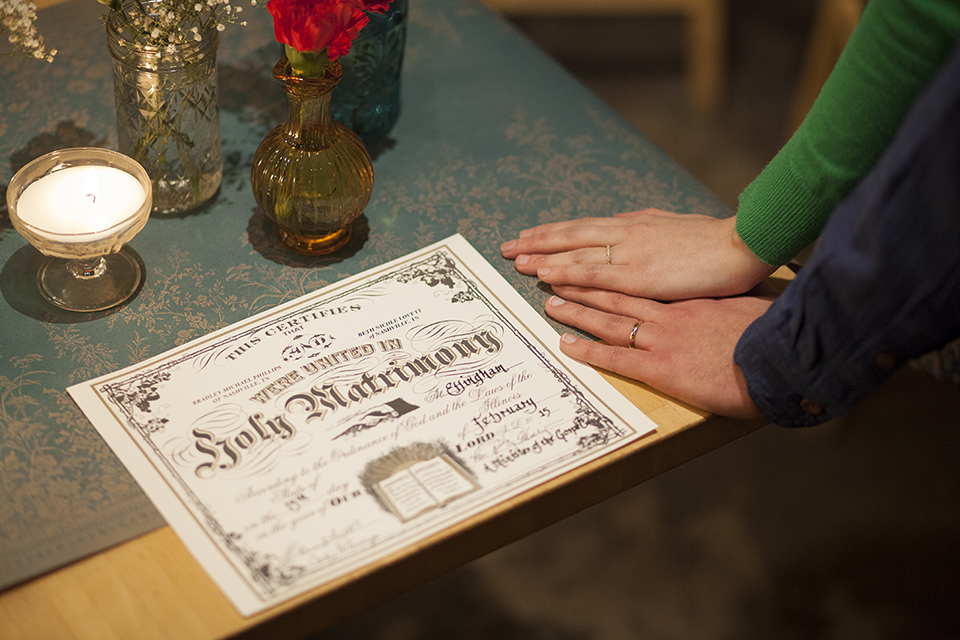 THIS CERTIFIES
THAT
BRADLEY MICHAEL PHILLIPS
OF NASHVILLE, TN
AND
BETH NICOLE LOVETT
OF NASHVILLE, TN
WERE UNITED IN
Holy Matrimony
According to the Ordinance of God and the Laws of the
State of Illinois At Effingham
on the 15th day of February
in the year of OUR LORD 15
A Minister of the Gospel